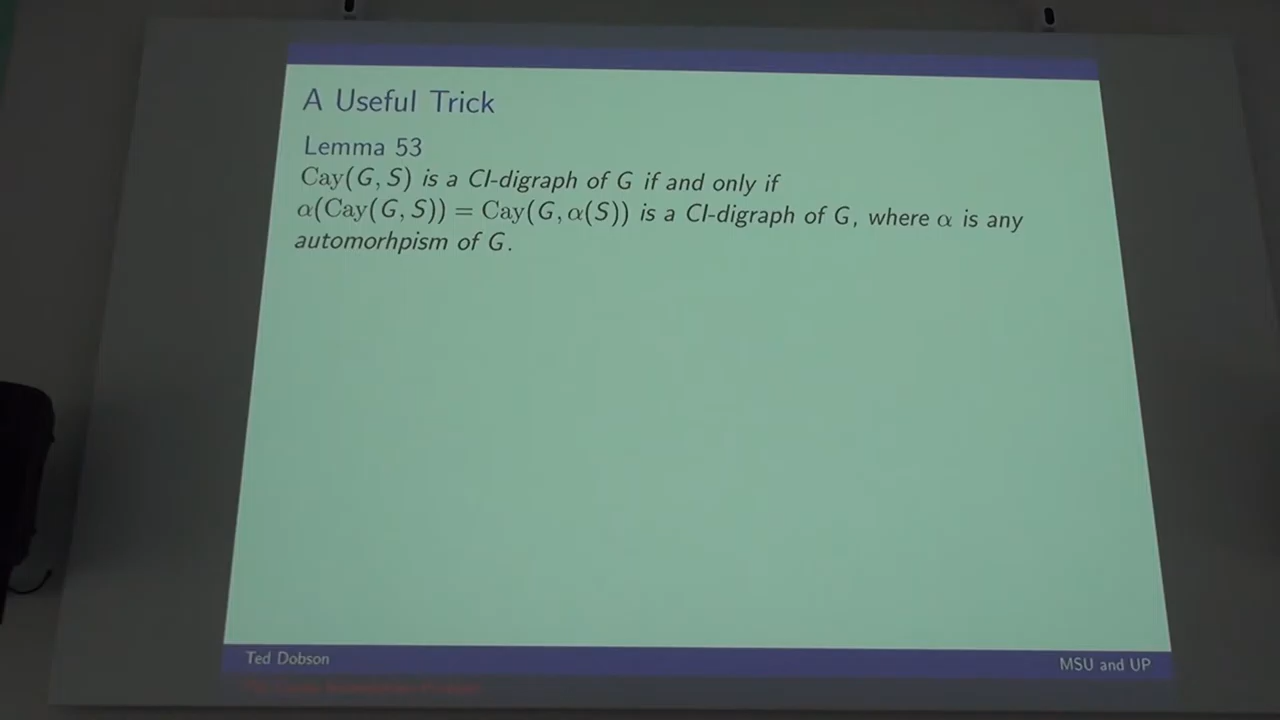 A Useful Trick
Lemma 53
Cay(G, S) is a CI-digraph of G if and only if
α(Cay(G, S)) = Cay(G, α(S)) is a CI-digraph of G, where α is any
automorhpism of G.
Ted Dobson
MSU and UP